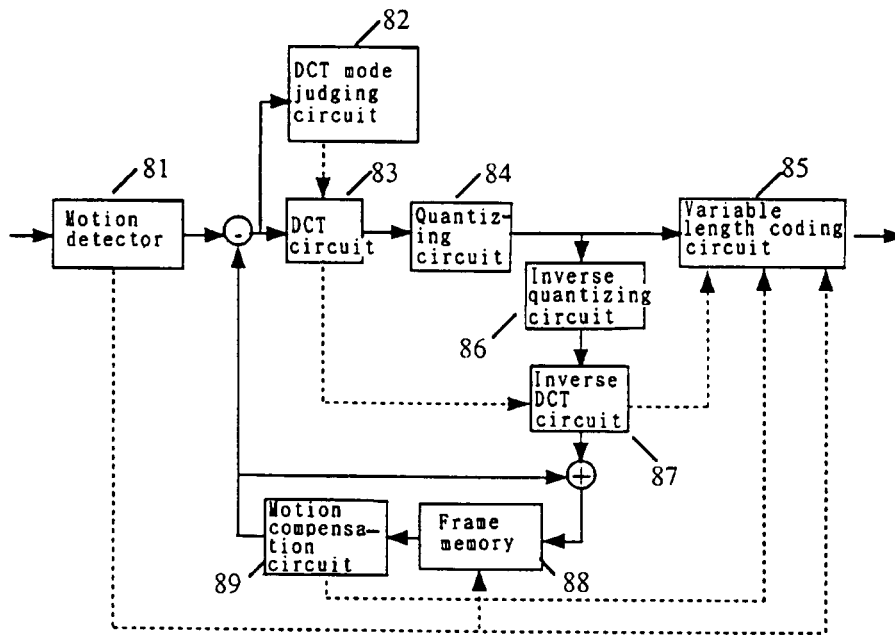 82
DCT mode
judging
circuit
81
Motion
detector
-
83
DCT
circuit
84
Quantiz-
ing
circuit
85
Variable
length coding
circuit
86
Inverse
quantizing
circuit
Inverse
DCT
circuit
87
+
Motion
compensa-
tion
circuit
89
Frame
memory
88